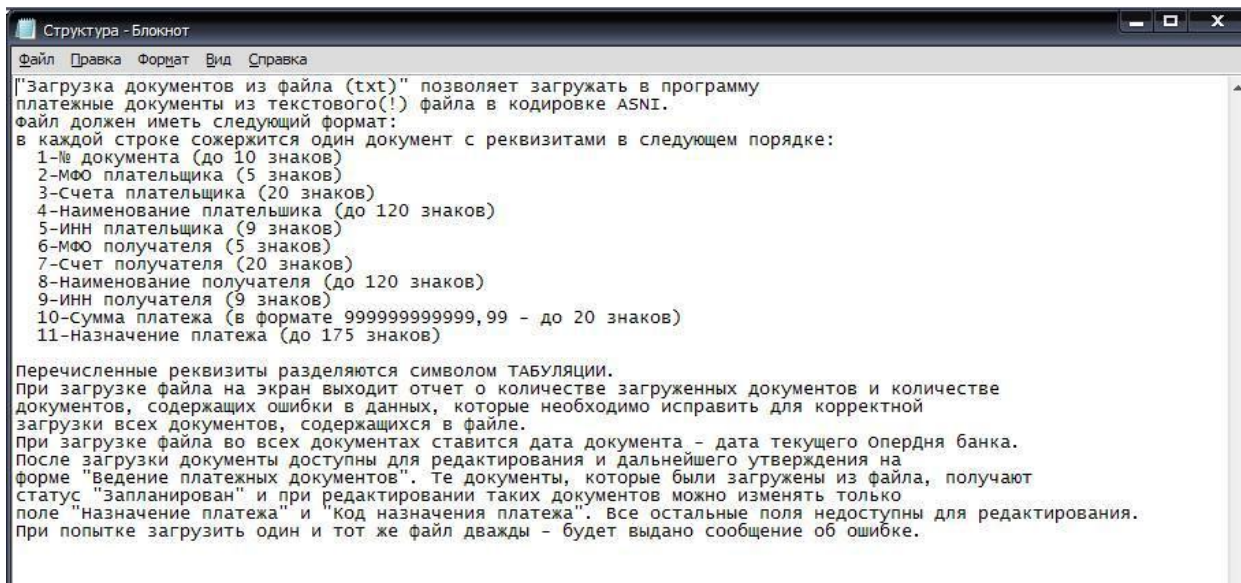 Структура - Блокнот
Файл Правка Формат Вид Справка
"Загрузка документов из файла (txt)" позволяет загружать в программу
платежные документы из текстового(!) файла в кодировке ASNI.
Файл должен иметь следующий формат:
в каждой строке сожержится один документ с реквизитами в следующем порядке:
1-№ документа (до 10 знаков)
2-МФО плательщика (5 знаков)
3-Счета плательщика (20 знаков)
4-Наименование плательшика (до 120 знаков)
5-ИНН плательщика (9 знаков)
6-МФО получателя (5 знаков)
7-Счет получателя (20 знаков)
8-Наименование получателя (до 120 знаков)
9-ИНН получателя (9 знаков)
10-Сумма платежа (в формате 999999999999,99 - до 20 знаков)
11-Назначение платежа (до 175 знаков)
Перечисленные реквизиты разделяются символом ТАБУЛЯЦИИ.
При загрузке файла на экран выходит отчет о количестве загруженных документов и количестве
документов, содержащих ошибки в данных, которые необходимо исправить для корректной
загрузки всех документов, содержащихся в файле.
При загрузке файла во всех документах ставится дата документа - дата текущего ОперДня банка.
После загрузки документы доступны для редактирования и дальнейшего утверждения на
форме "Ведение платежных документов". Те документы, которые были загружены из файла, получают
статус "Запланирован" и при редактировании таких документов можно изменять только
поле "Назначение платежа" и "Код назначения платежа". Все остальные поля недоступны для редактирования.
При попытке загрузить один и тот же файл дважды - будет выдано сообщение об ошибке.